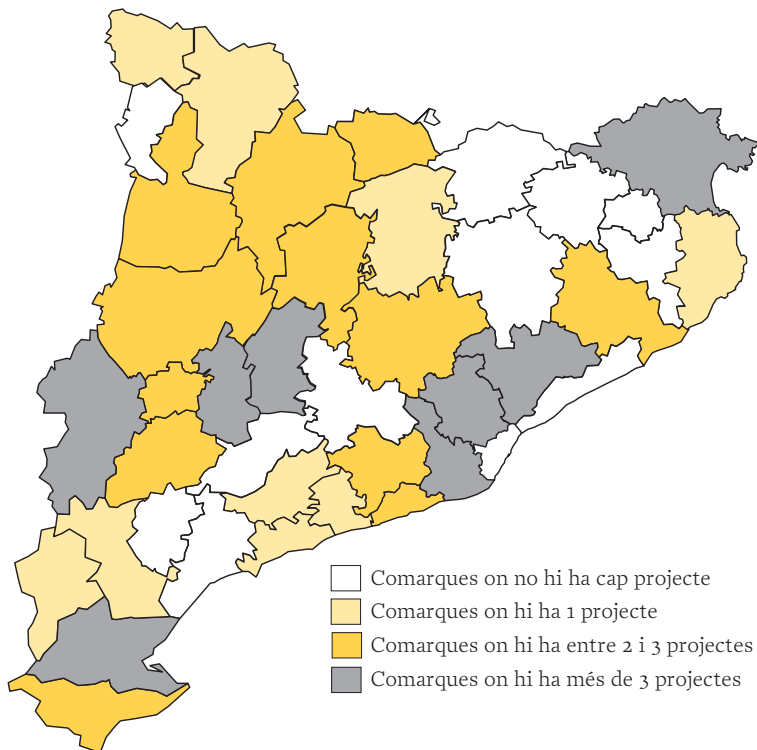 Comarques on no hi ha cap projecte
Comarques on hi ha 1 projecte
Comarques on hi ha entre 2 i 3 projectes
Comarques on hi ha més de 3 projectes